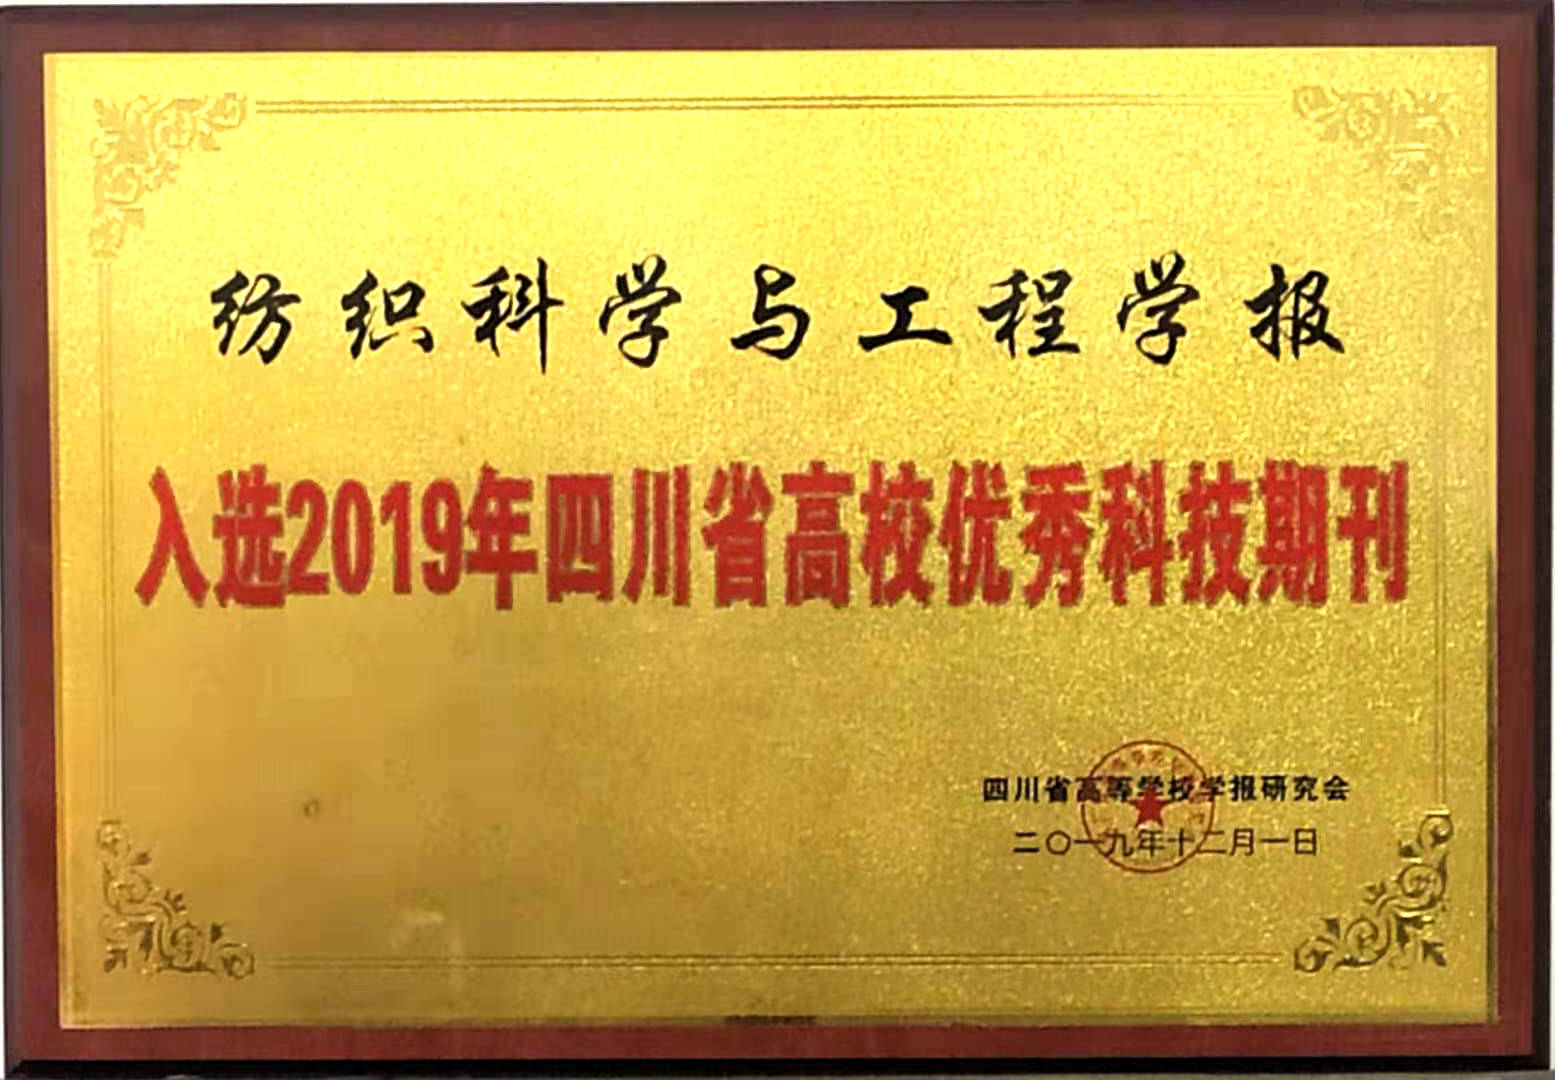 纺织科学与工程学报
入选2019年四川省高校优秀科技期刊
四川省高等学校学报研究会
二〇一九年十二月一日